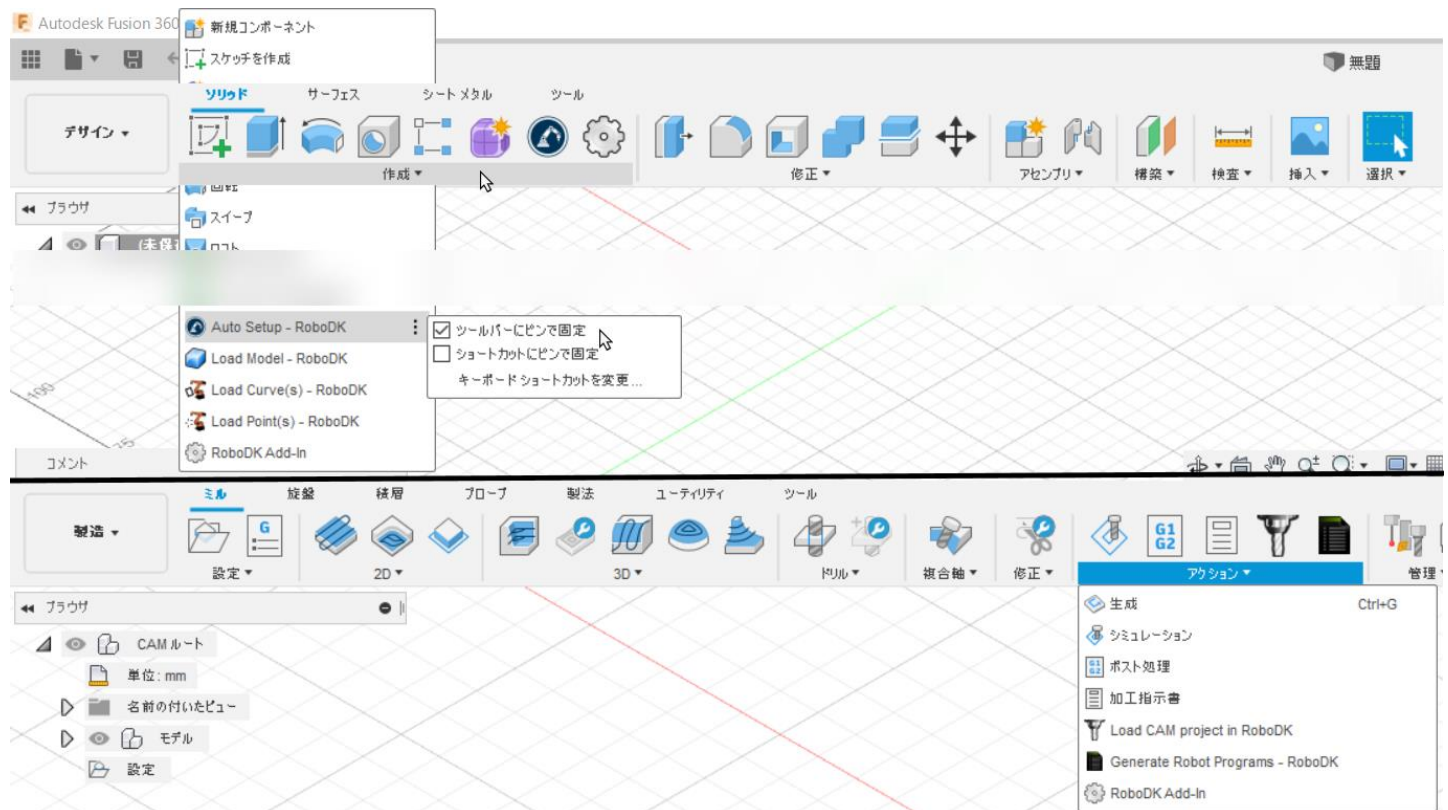 Autodesk Fusion 360
新規コンポーネント
スケッチを作成
無題
ソリッド サーフェス シート メタル ツール
デザイン
作成 修正 アセンブリ 構築 検査 挿入 選択
回転
ブラウザ
スイープ
ロフト
Auto Setup - RoboDK
ツールバーにピンで固定
ショートカットにピンで固定
Load Model - RoboDK
キーボード ショートカットを変更...
Load Curve(s) - RoboDK
100
Load Point(s) - RoboDK
RoboDK Add-In
コメント
ミル 旋盤 積層 プローブ 製法 ユーティリティ ツール
製造
G
G1
G2
設定 2D 3D ドリル 複合軸 修正 アクション 管理
ブラウザ
CAM ルート
単位: mm
名前の付いたビュー
モデル
設定
生成 Ctrl+G
シミュレーション
ポスト処理
加工指示書
Load CAM project in RoboDK
Generate Robot Programs - RoboDK
RoboDK Add-In